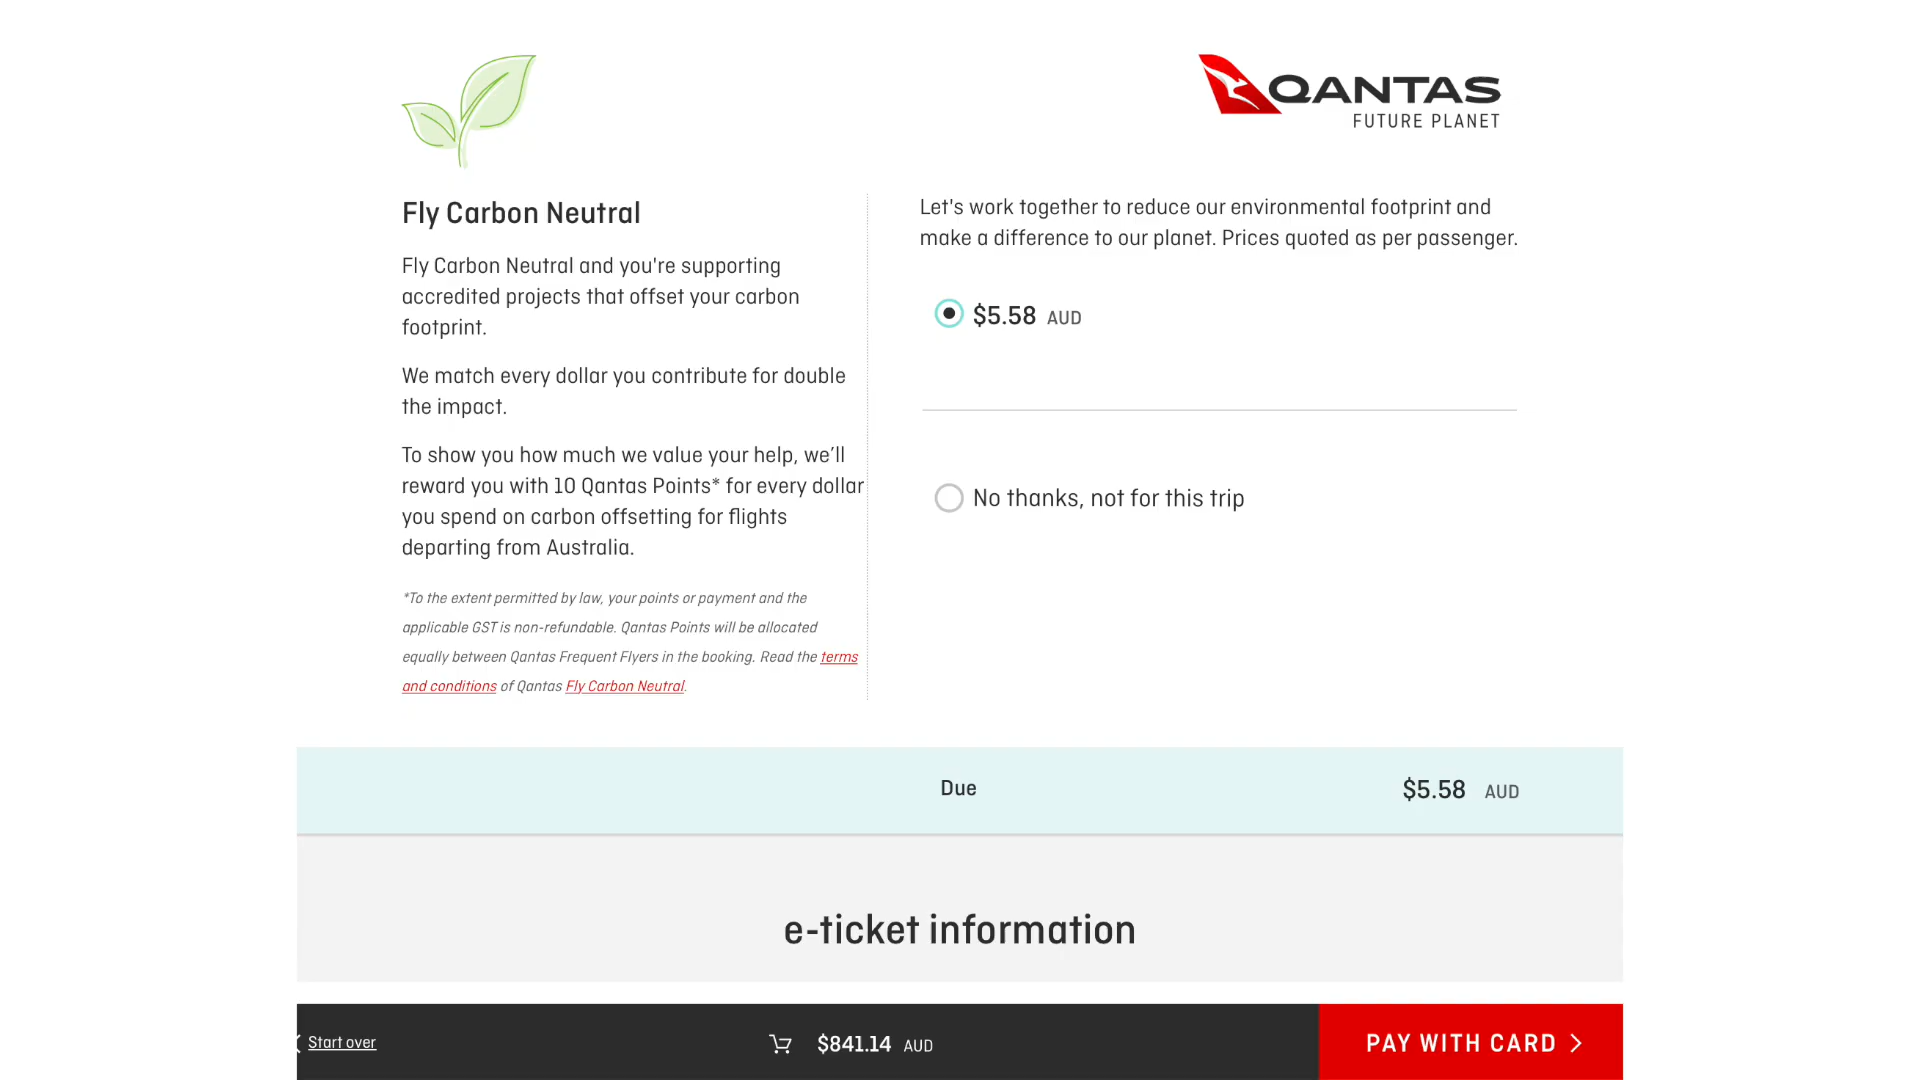 QANTAS
FUTURE PLANET
Fly Carbon Neutral
Fly Carbon Neutral and you're supporting
accredited projects that offset your carbon
footprint.
We match every dollar you contribute for double
the impact.
To show you how much we value your help, we’ll
reward you with 10 Qantas Points* for every dollar
you spend on carbon offsetting for flights
departing from Australia.
*To the extent permitted by law, your points or payment and the
applicable GST is non-refundable. Qantas Points will be allocated
equally between Qantas Frequent Flyers in the booking. Read the terms
and conditions of Qantas Fly Carbon Neutral.
Let's work together to reduce our environmental footprint and
make a difference to our planet. Prices quoted as per passenger.
$5.58 AUD
No thanks, not for this trip
Due $5.58 AUD
e-ticket information
Start over $841.14 AUD PAY WITH CARD